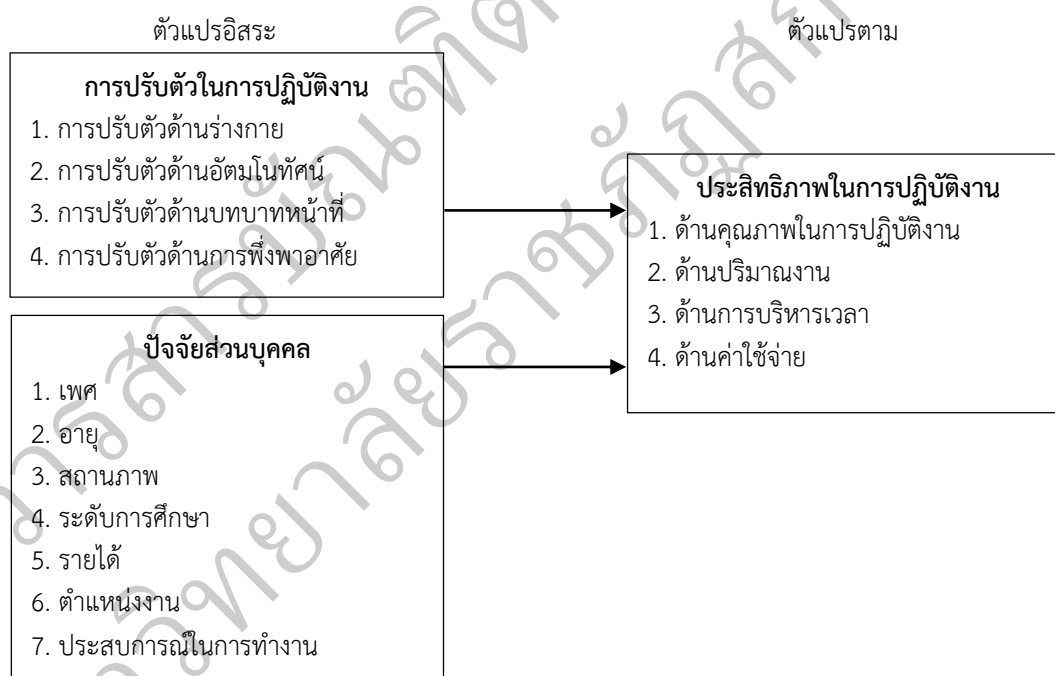 ตัวแปรอิสระ
ตัวแปรตาม
การปรับตัวในการปฏิบัติงาน
1. การปรับตัวด้านร่างกาย
2. การปรับตัวด้านอัตมโนทัศน์
3. การปรับตัวด้านบทบาทหน้าที่
4. การปรับตัวด้านการพึ่งพาอาศัย
ประสิทธิภาพในการปฏิบัติงาน
1. ด้านคุณภาพในการปฏิบัติงาน
2. ด้านปริมาณงาน
3. ด้านการบริหารเวลา
4. ด้านค่าใช้จ่าย
ปัจจัยส่วนบุคคล
1. เพศ
2. อายุ
3. สถานภาพ
4. ระดับการศึกษา
5. รายได้
6. ตำแหน่งงาน
7. ประสบการณ์ในการทำงาน